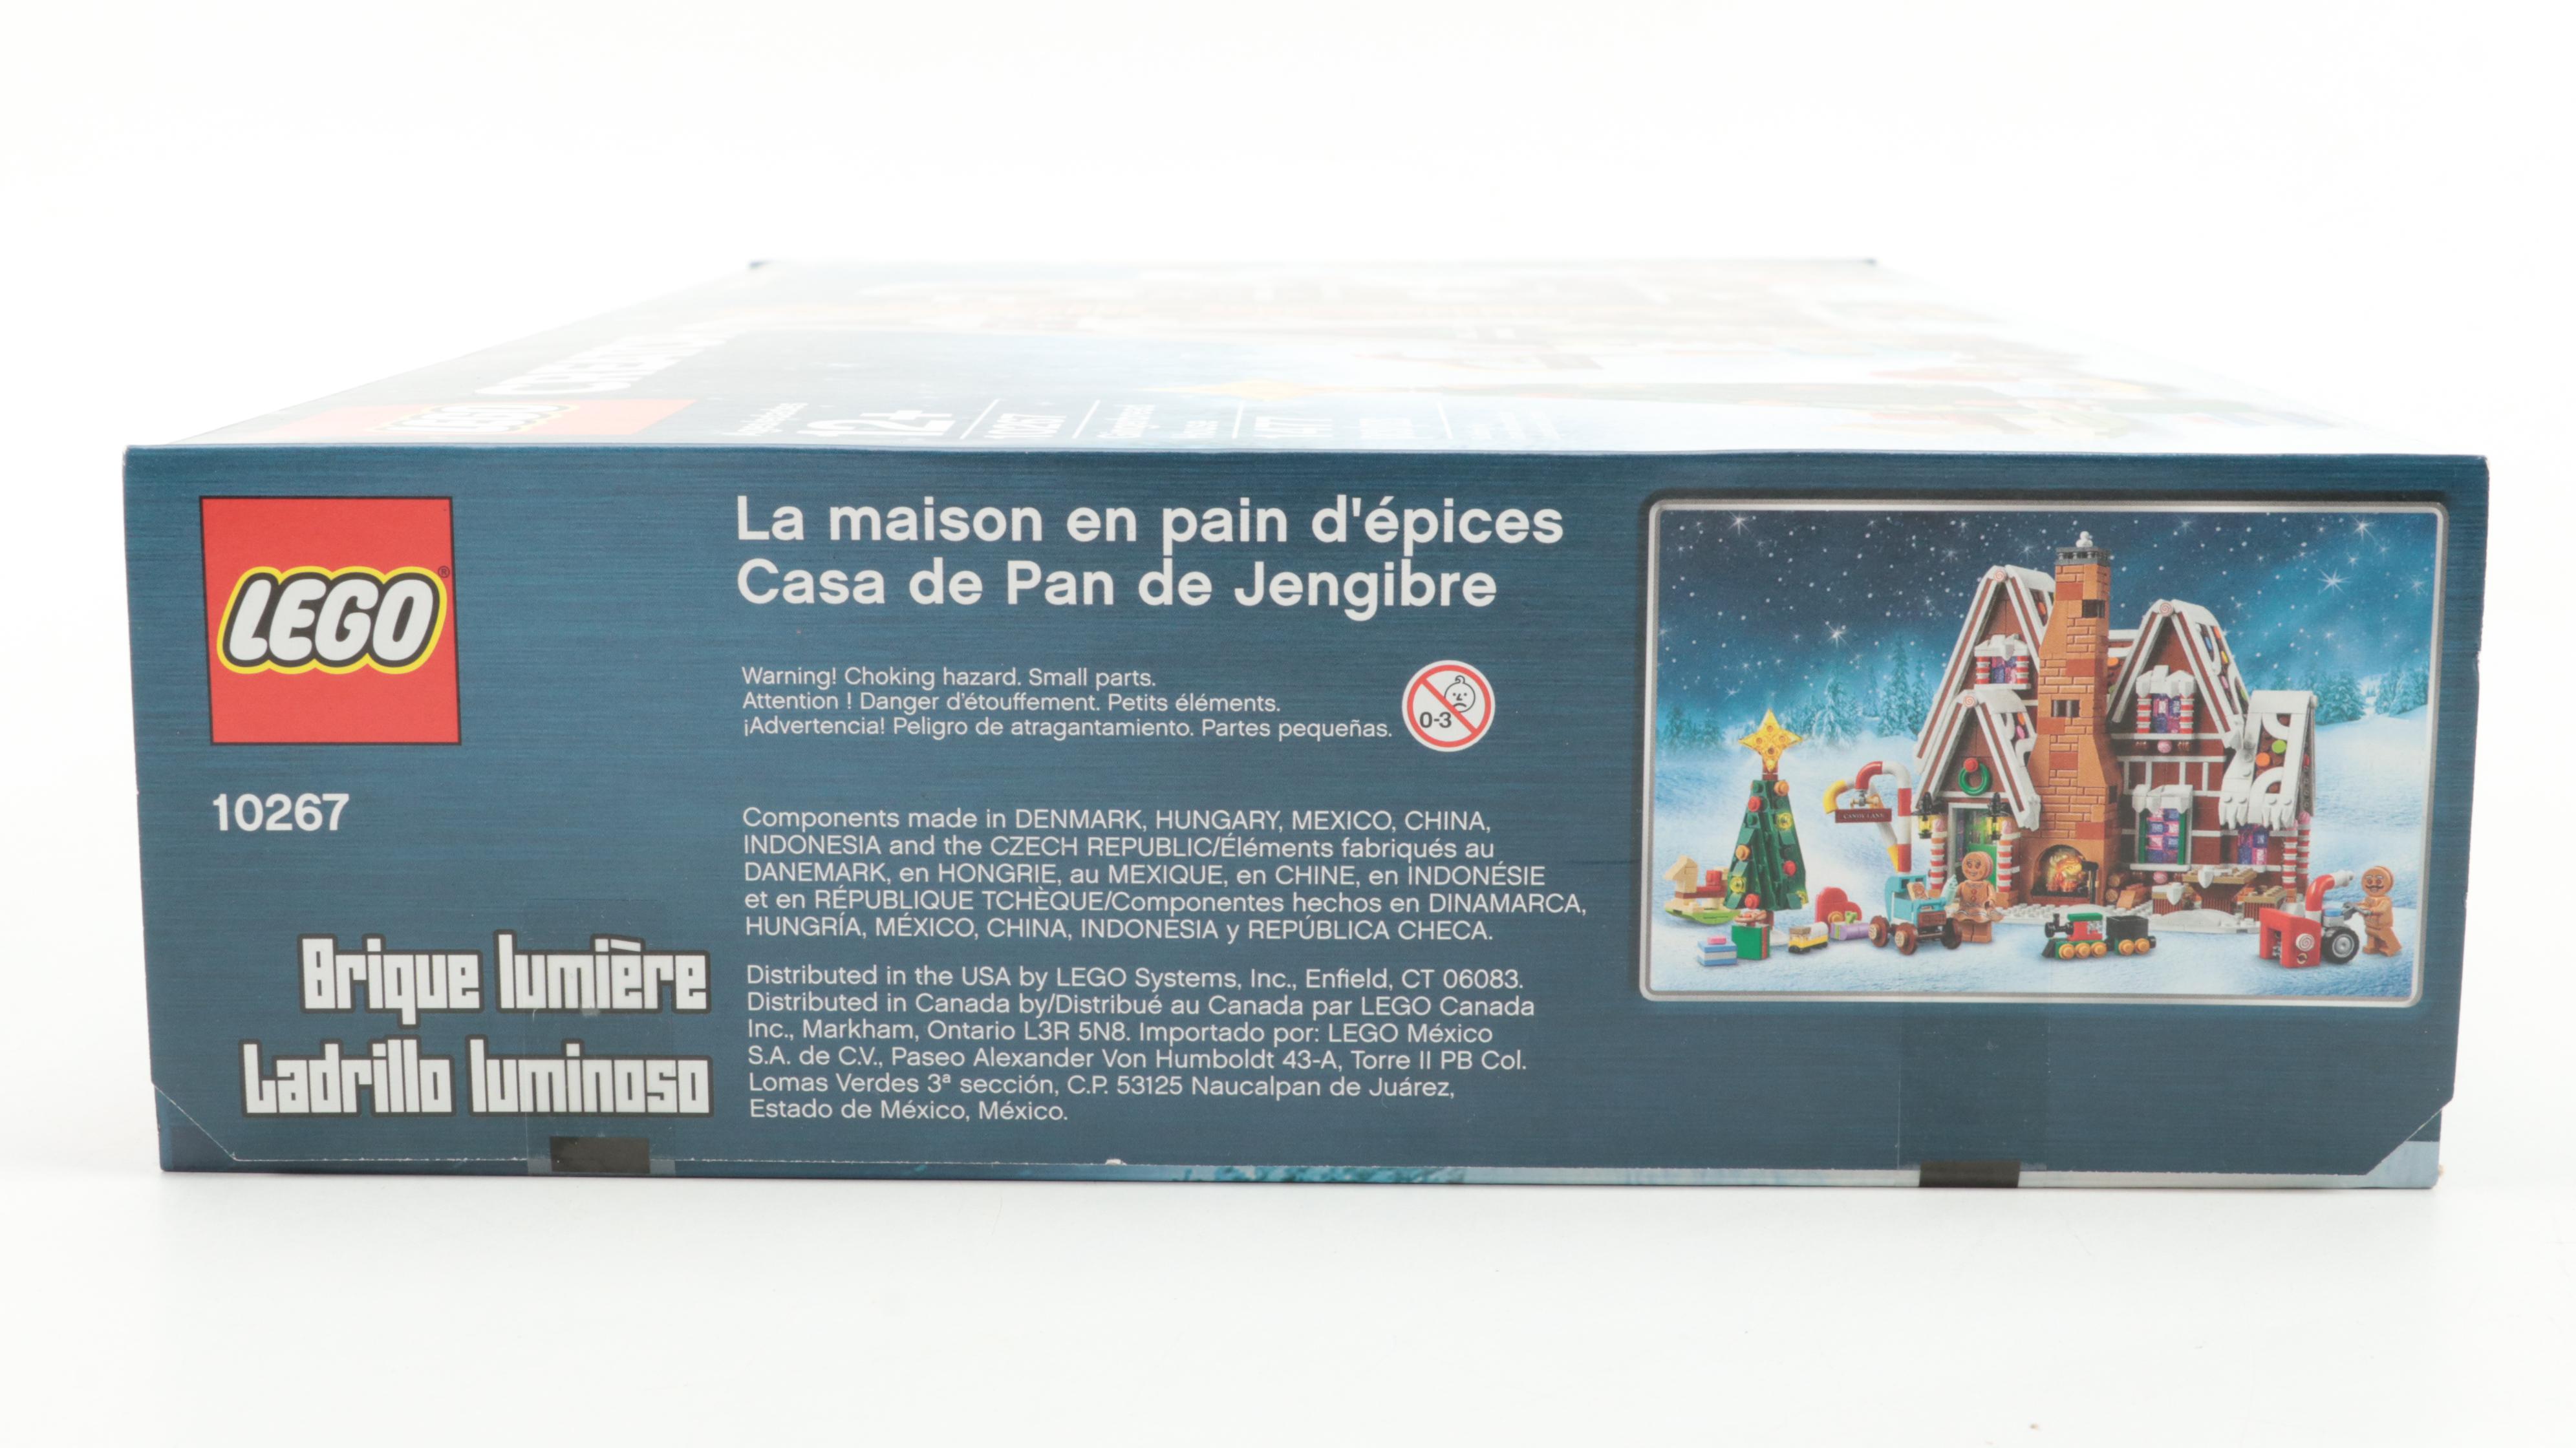 LEGO
12+
10267
1477
LEGO®
10267
La maison en pain d'épices
Casa de Pan de Jengibre
Warning! Choking hazard. Small parts.
Attention ! Danger d'étouffement. Petits éléments.
¡Advertencia! Peligro de atragantamiento. Partes pequeñas.
0-3
Components made in DENMARK, HUNGARY, MEXICO, CHINA,
INDONESIA and the CZECH REPUBLIC/Éléments fabriqués au
DANEMARK, en HONGRIE, au MEXIQUE, en CHINE, en INDONÉSIE
et en RÉPUBLIQUE TCHÈQUE/Componentes hechos en DINAMARCA,
HUNGRÍA, MÉXICO, CHINA, INDONESIA y REPÚBLICA CHECA.
Distributed in the USA by LEGO Systems, Inc., Enfield, CT 06083.
Distributed in Canada by/Distribué au Canada par LEGO Canada
Inc., Markham, Ontario L3R 5N8. Importado por: LEGO México
S.A. de C.V., Paseo Alexander Von Humboldt 43-A, Torre II PB Col.
Lomas Verdes 3ª sección, C.P. 53125 Naucalpan de Juárez,
Estado de México, México.
Brique lumière
Ladrillo luminoso
CANDY CANE